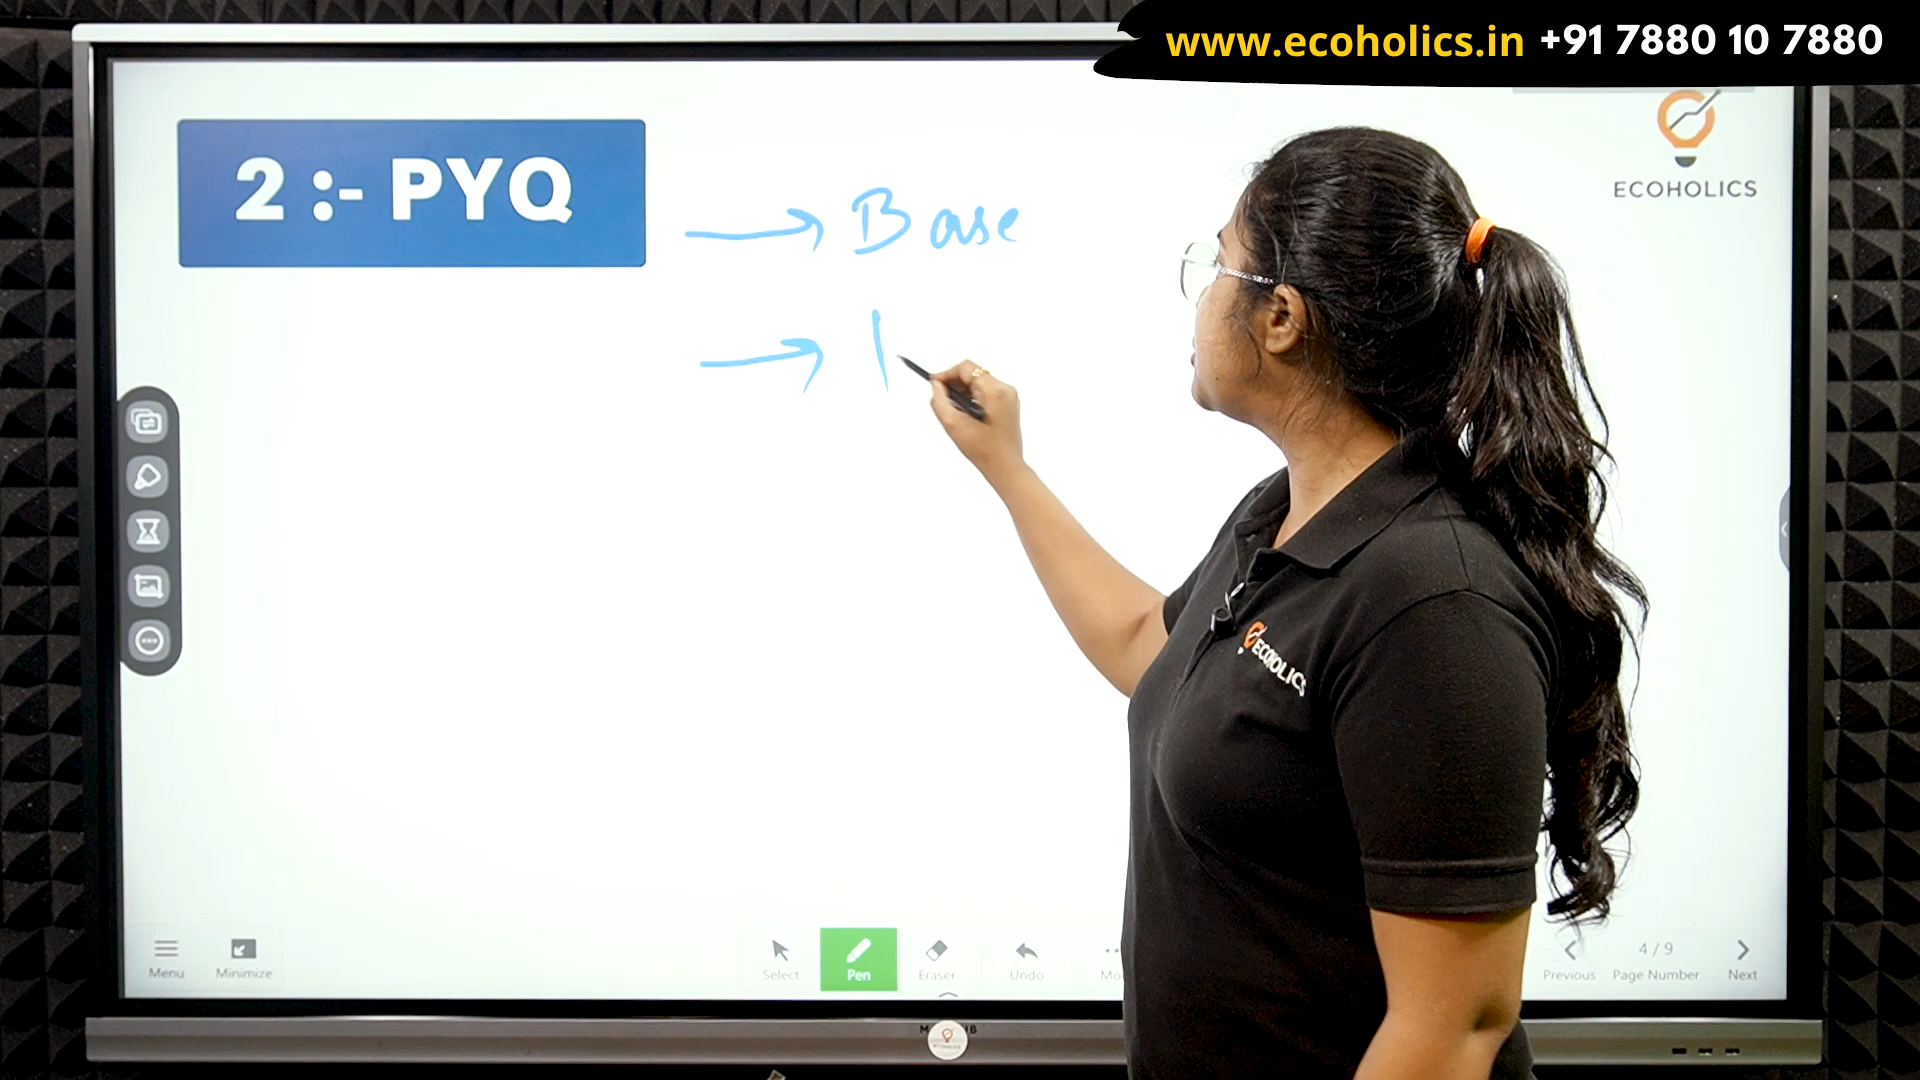 www.ecoholics.in +91 7880 10 7880
ECOHOLICS
2 :- PYQ
→ Base
→
ECOHOLICS
Menu
Minimize
Select
Pen
Eraser
Undo
Previous
4 / 9
Page Number
Next
ECOHOLICS